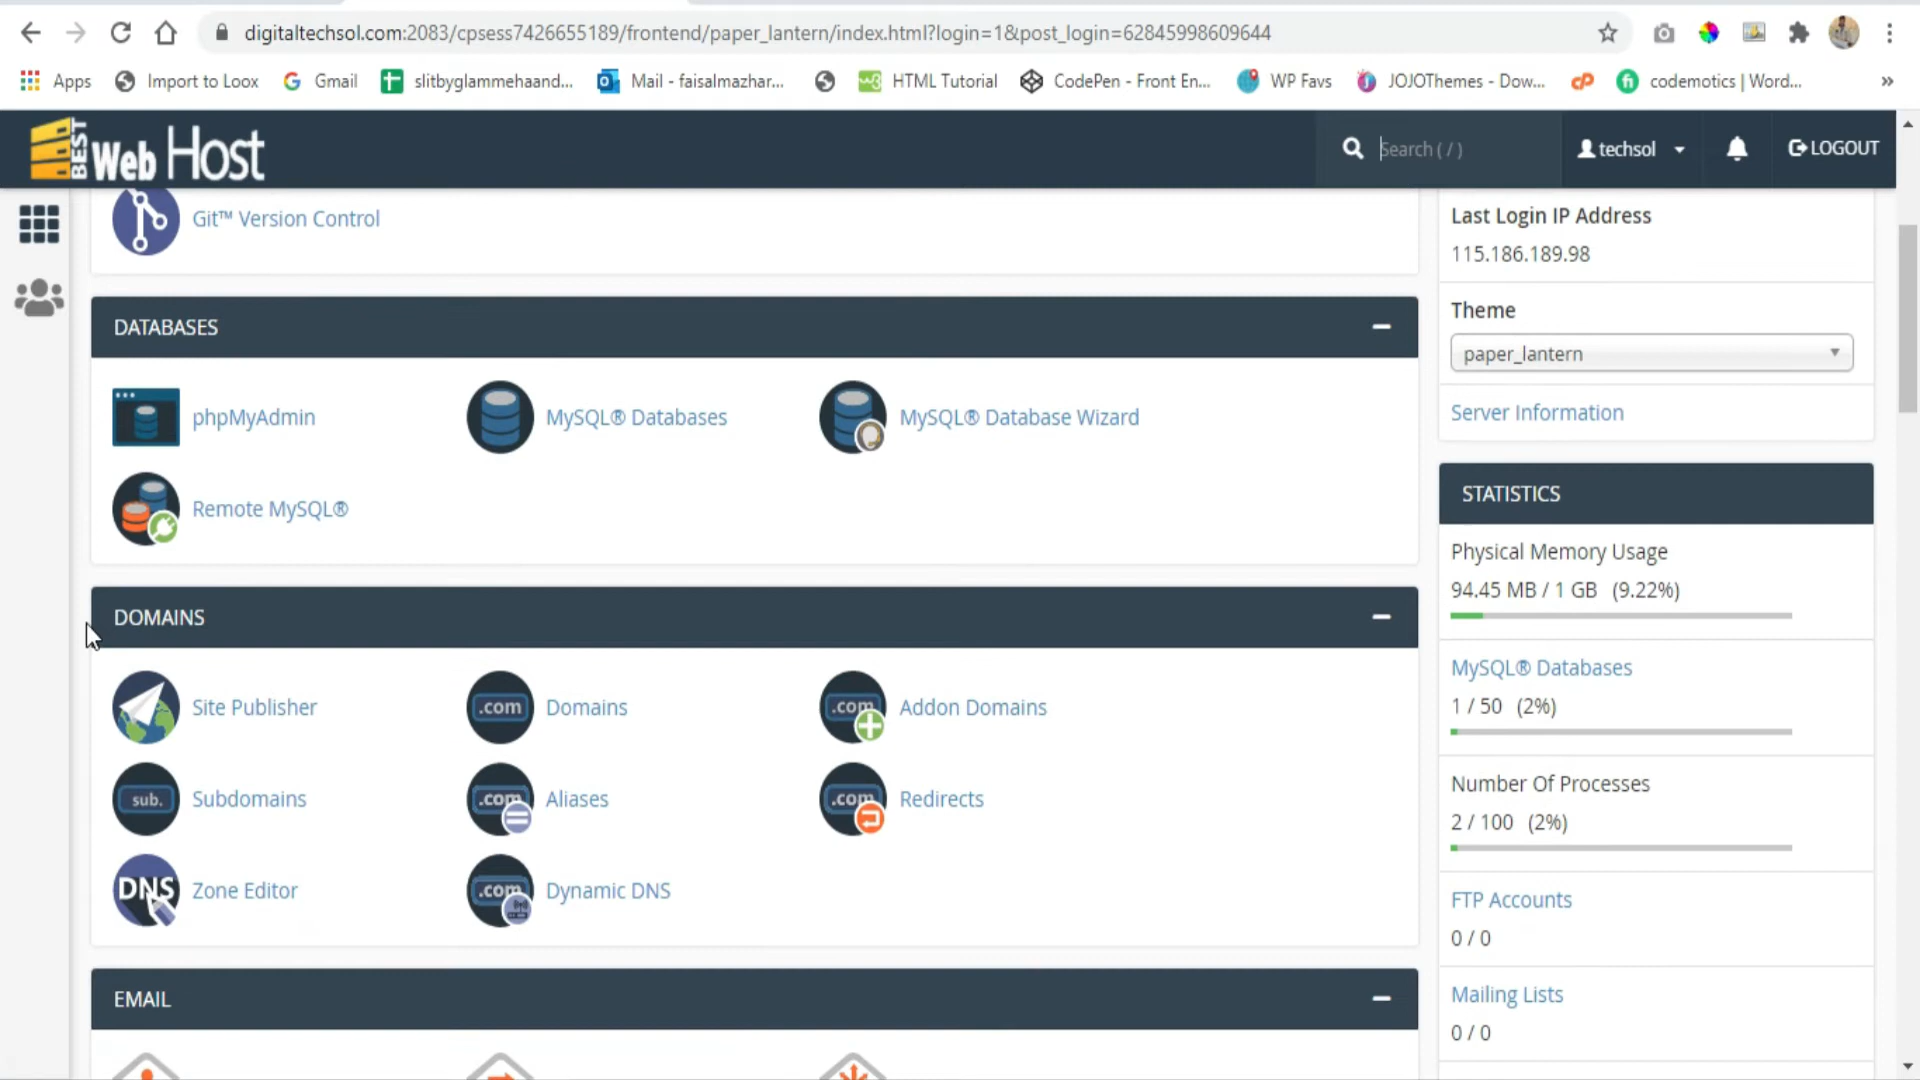 digitaltechsol.com:2083/cpsess7426655189/frontend/paper_lantern/index.html?login=1&post_login=62845998609644
Apps
Import to Loox
Gmail
slitbyglammehaand...
Mail - faisalmazhar...
HTML Tutorial
CodePen - Front En...
WP Favs
JOJOThemes - Dow...
codemotics | Word...
BEST Web Host
Search ( / )
techsol
LOGOUT
Git™ Version Control
DATABASES
phpMyAdmin
MySQL® Databases
MySQL® Database Wizard
Remote MySQL®
DOMAINS
Site Publisher
.com
Domains
.com
Addon Domains
sub.
Subdomains
.com
Aliases
.com
Redirects
DNS
Zone Editor
.com
Dynamic DNS
EMAIL
Last Login IP Address
115.186.189.98
Theme
paper_lantern
Server Information
STATISTICS
Physical Memory Usage
94.45 MB / 1 GB (9.22%)
MySQL® Databases
1 / 50 (2%)
Number Of Processes
2 / 100 (2%)
FTP Accounts
0 / 0
Mailing Lists
0 / 0